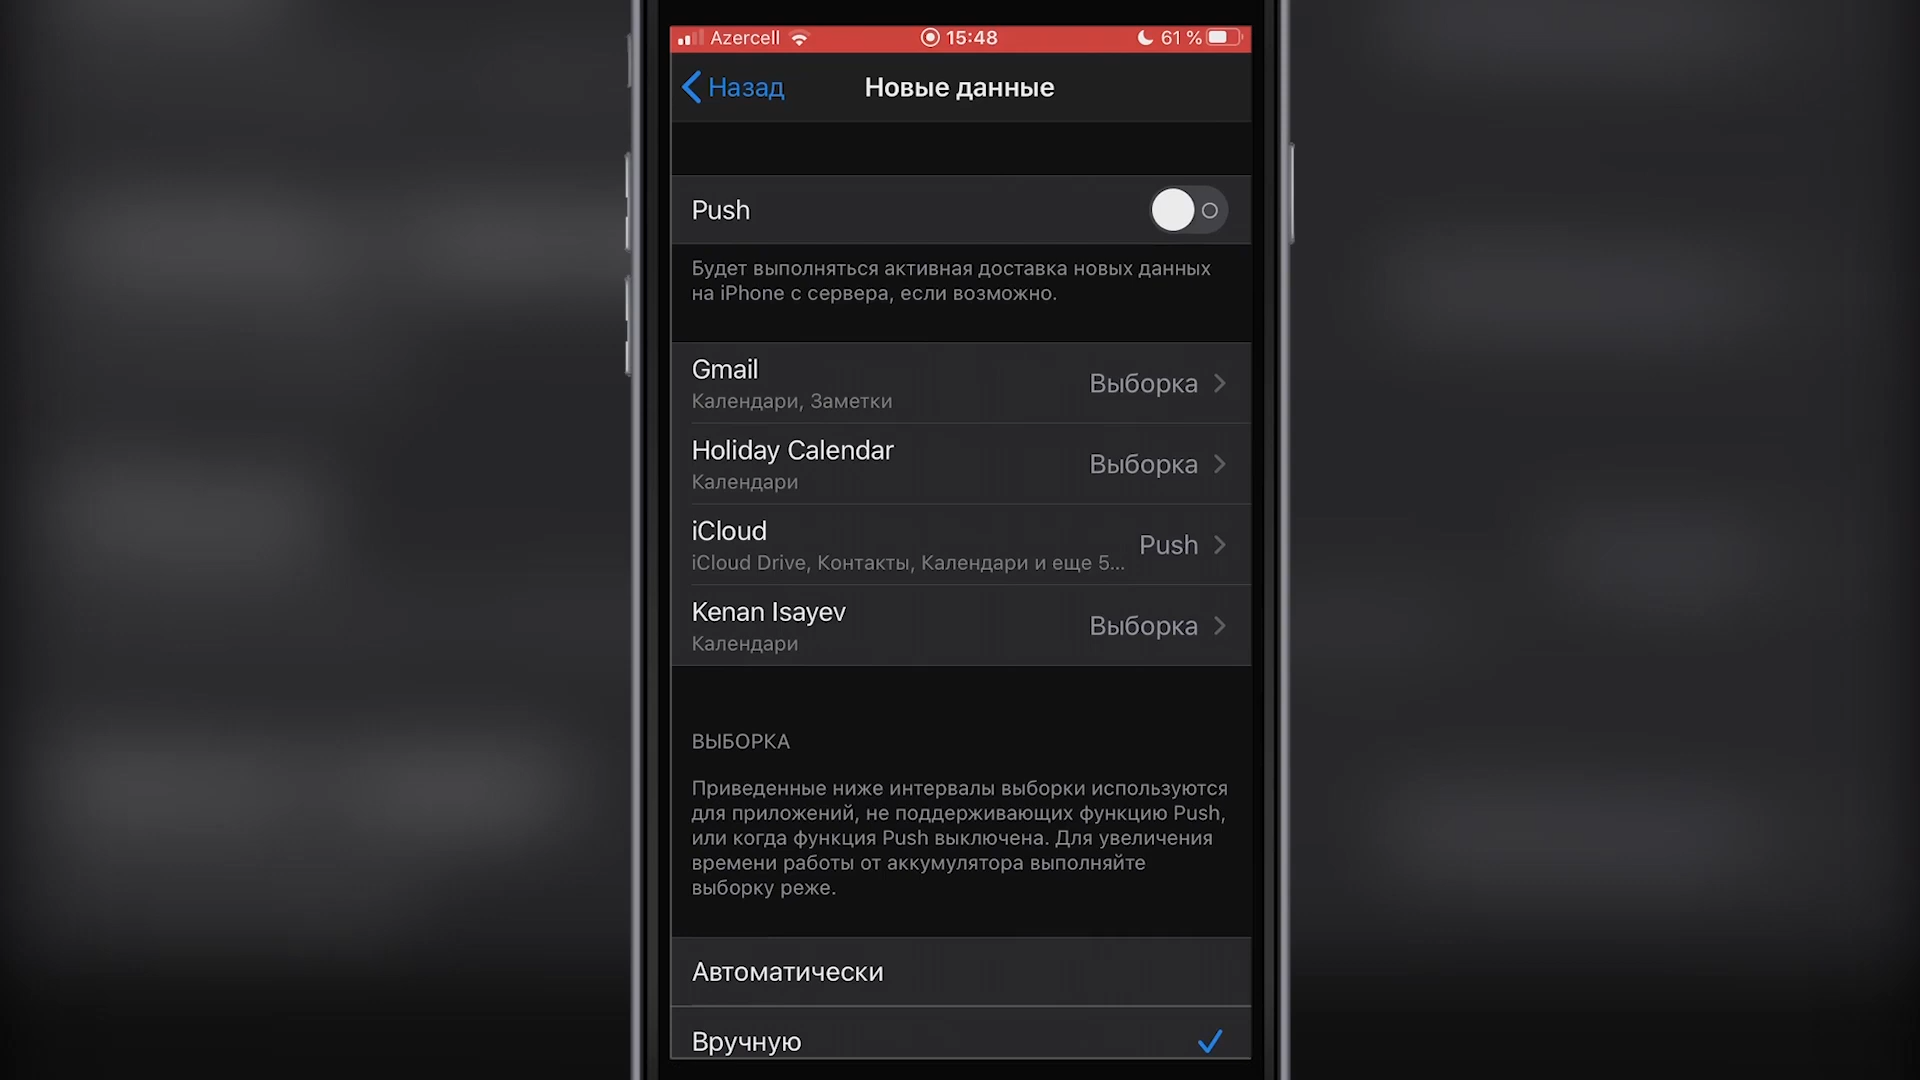 Azercell 15:48 61 %
Назад Новые данные
Push
Будет выполняться активная доставка новых данных
на iPhone с сервера, если возможно.
Gmail
Календари, Заметки
Выборка
Holiday Calendar
Календари
Выборка
iCloud
iCloud Drive, Контакты, Календари и еще 5...
Push
Kenan Isayev
Календари
Выборка
ВЫБОРКА
Приведенные ниже интервалы выборки используются
для приложений, не поддерживающих функцию Push,
или когда функция Push выключена. Для увеличения
времени работы от аккумулятора выполняйте
выборку реже.
Автоматически
Вручную